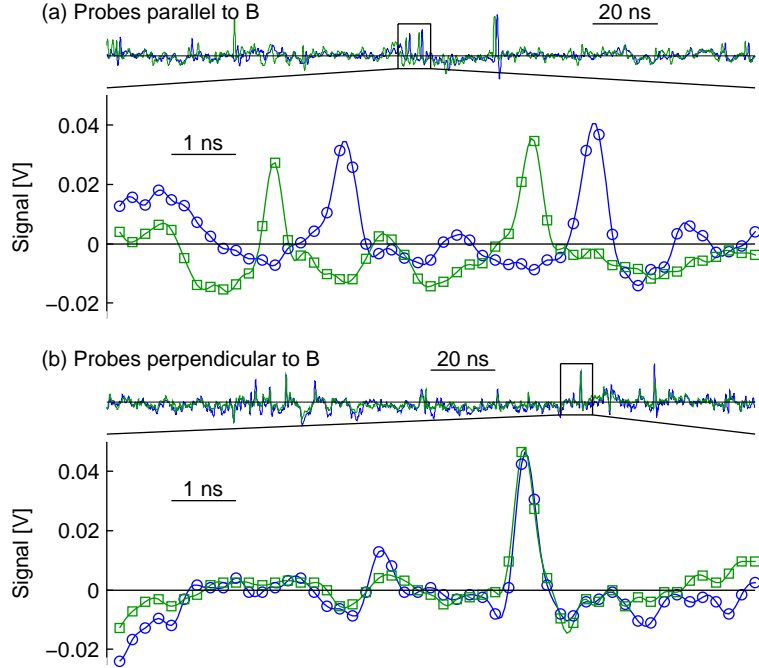 (a) Probes parallel to B
20 ns
0.04
1 ns
0.02
0
−0.02
Signal [V]
(b) Probes perpendicular to B
20 ns
0.04
1 ns
0.02
0
−0.02
Signal [V]